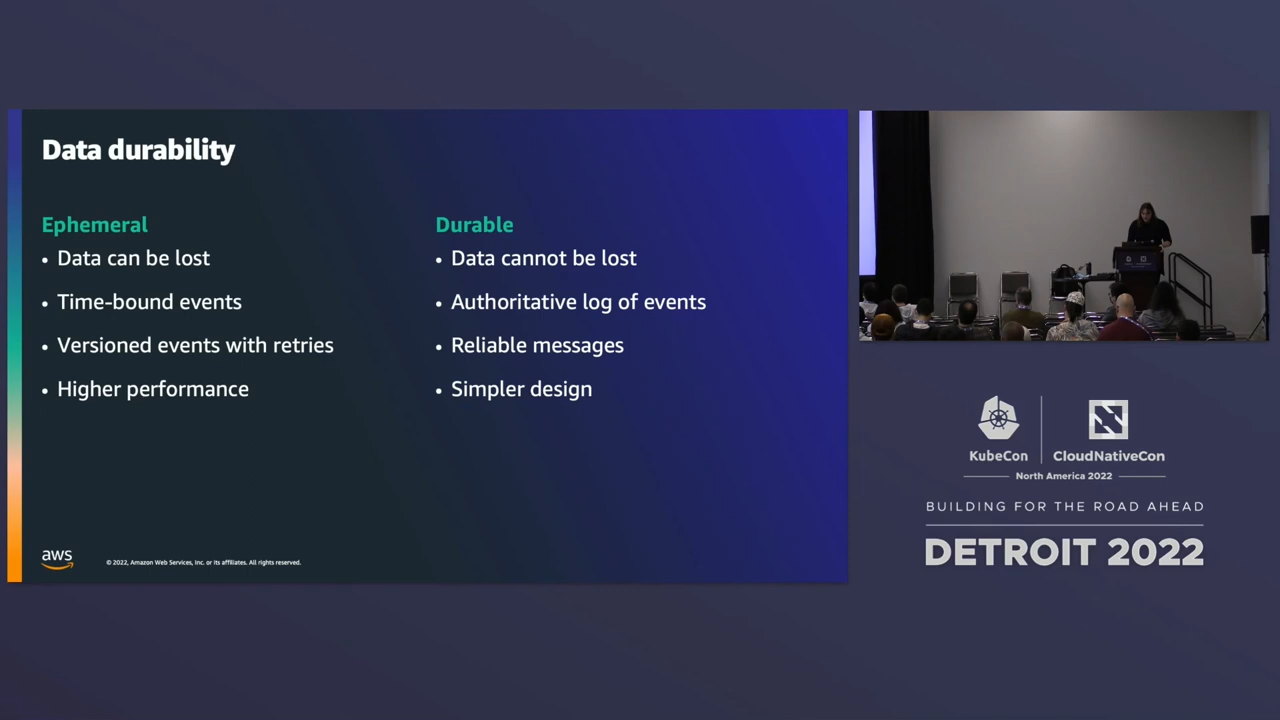 Data durability
Ephemeral
• Data can be lost
• Time-bound events
• Versioned events with retries
• Higher performance
Durable
• Data cannot be lost
• Authoritative log of events
• Reliable messages
• Simpler design
aws
© 2022, Amazon Web Services, Inc. or its affiliates. All rights reserved.
KubeCon
CloudNativeCon
North America 2022
BUILDING FOR THE ROAD AHEAD
DETROIT 2022